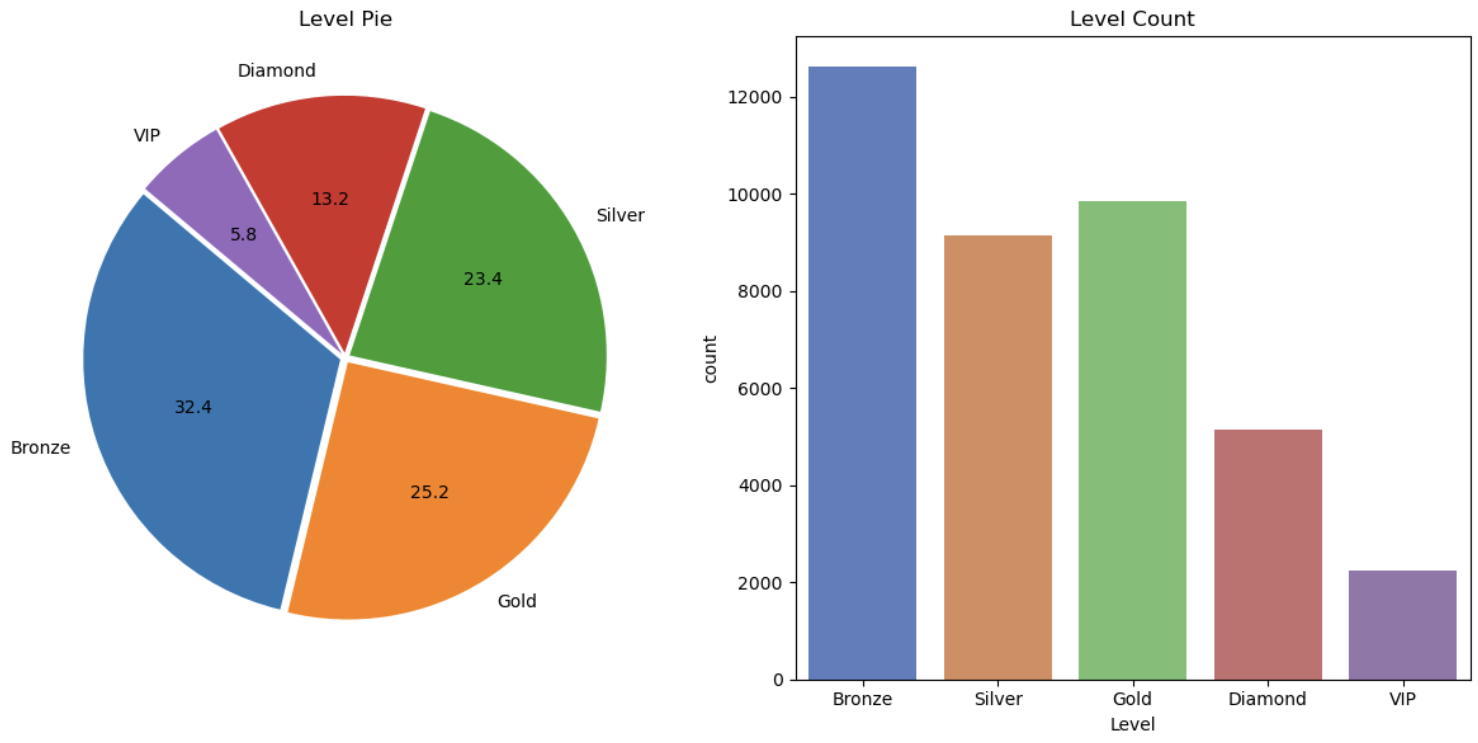 Level Pie
Diamond
VIP
Silver
Bronze
Gold
13.2
5.8
23.4
32.4
25.2
Level Count
12000
10000
8000
6000
4000
2000
0
count
Bronze Silver Gold Diamond VIP
Level